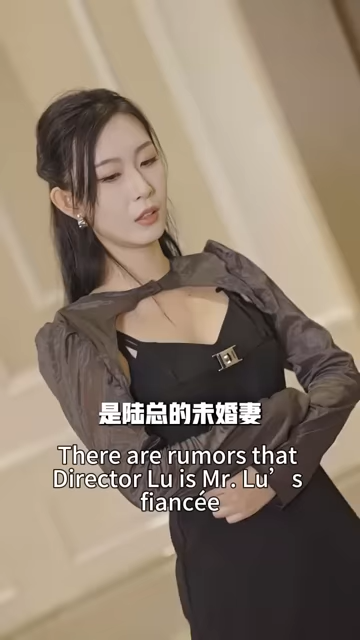 是陆总的未婚妻
There are rumors that
Director Lu is Mr. Lu’s
fiancée